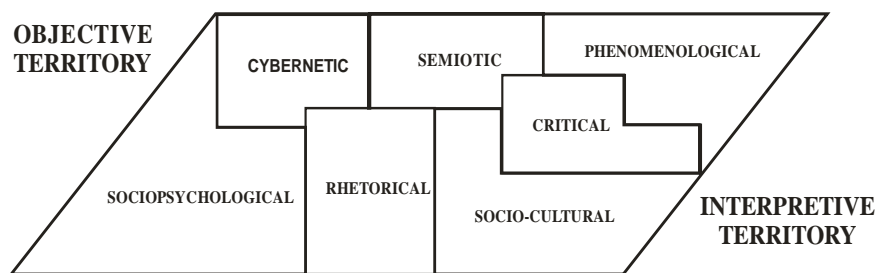 OBJECTIVE
TERRITORY
CYBERNETIC
SEMIOTIC
PHENOMENOLOGICAL
CRITICAL
SOCIOPSYCHOLOGICAL
RHETORICAL
SOCIO-CULTURAL
INTERPRETIVE
TERRITORY